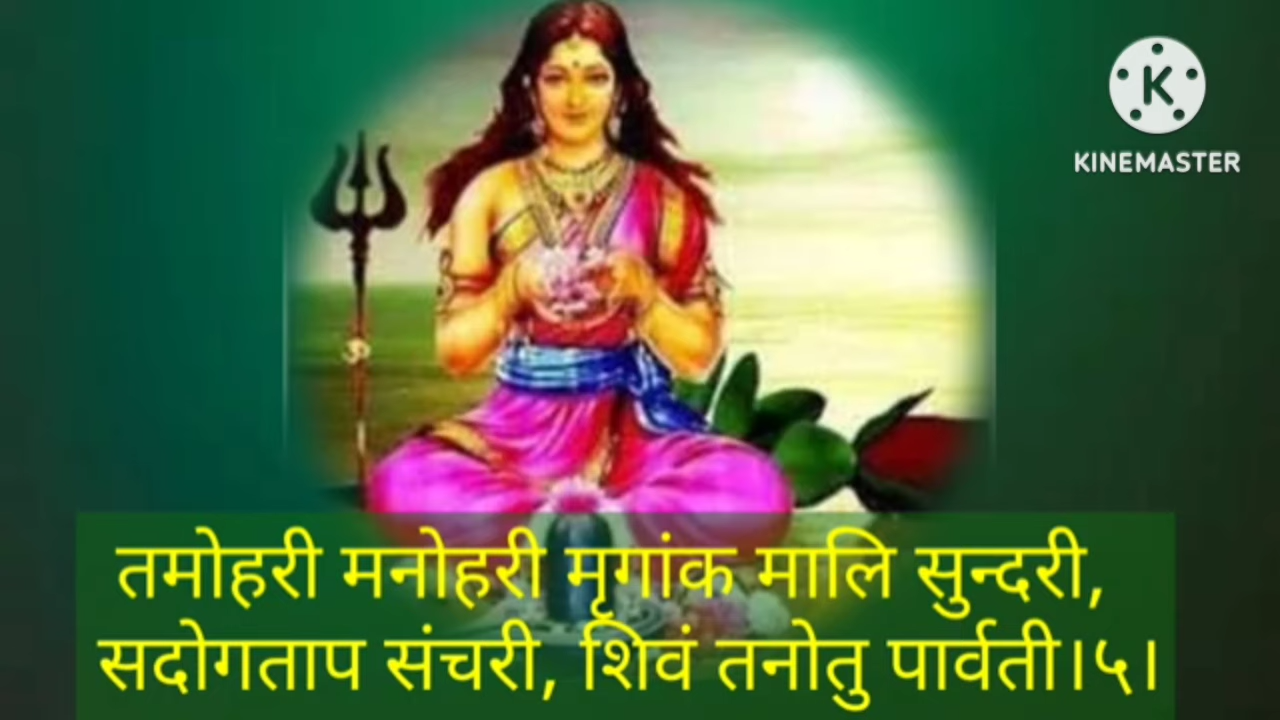 KINEMASTER
तमोहरी मनोहरी मृगांक मालि सुन्दरी,
सदोगताप संचरी, शिवं तनोतु पार्वती।५।